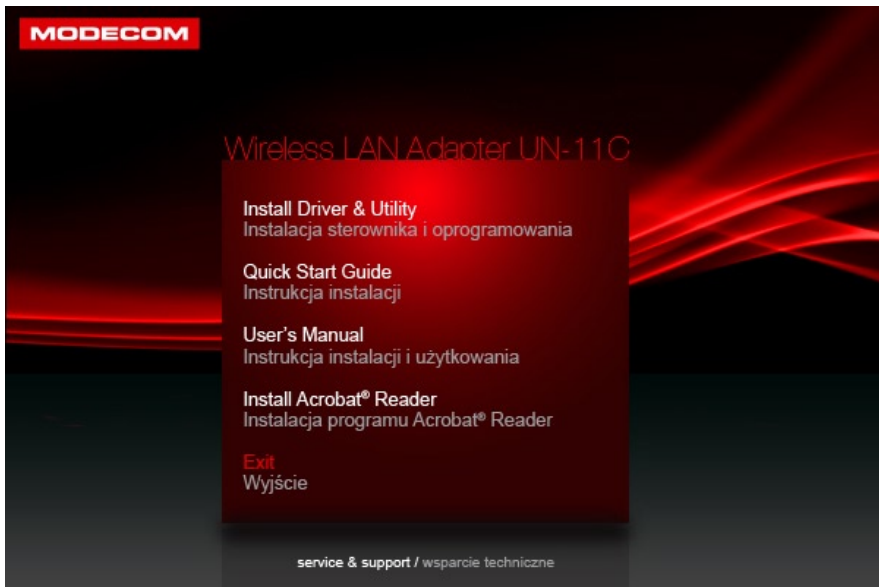 MODECOM
Wireless LAN Adapter UN-11C
Install Driver & Utility
Instalacja sterownika i oprogramowania
Quick Start Guide
Instrukcja instalacji
User's Manual
Instrukcja instalacji i użytkowania
Install Acrobat® Reader
Instalacja programu Acrobat® Reader
Exit
Wyjście
service & support / wsparcie techniczne